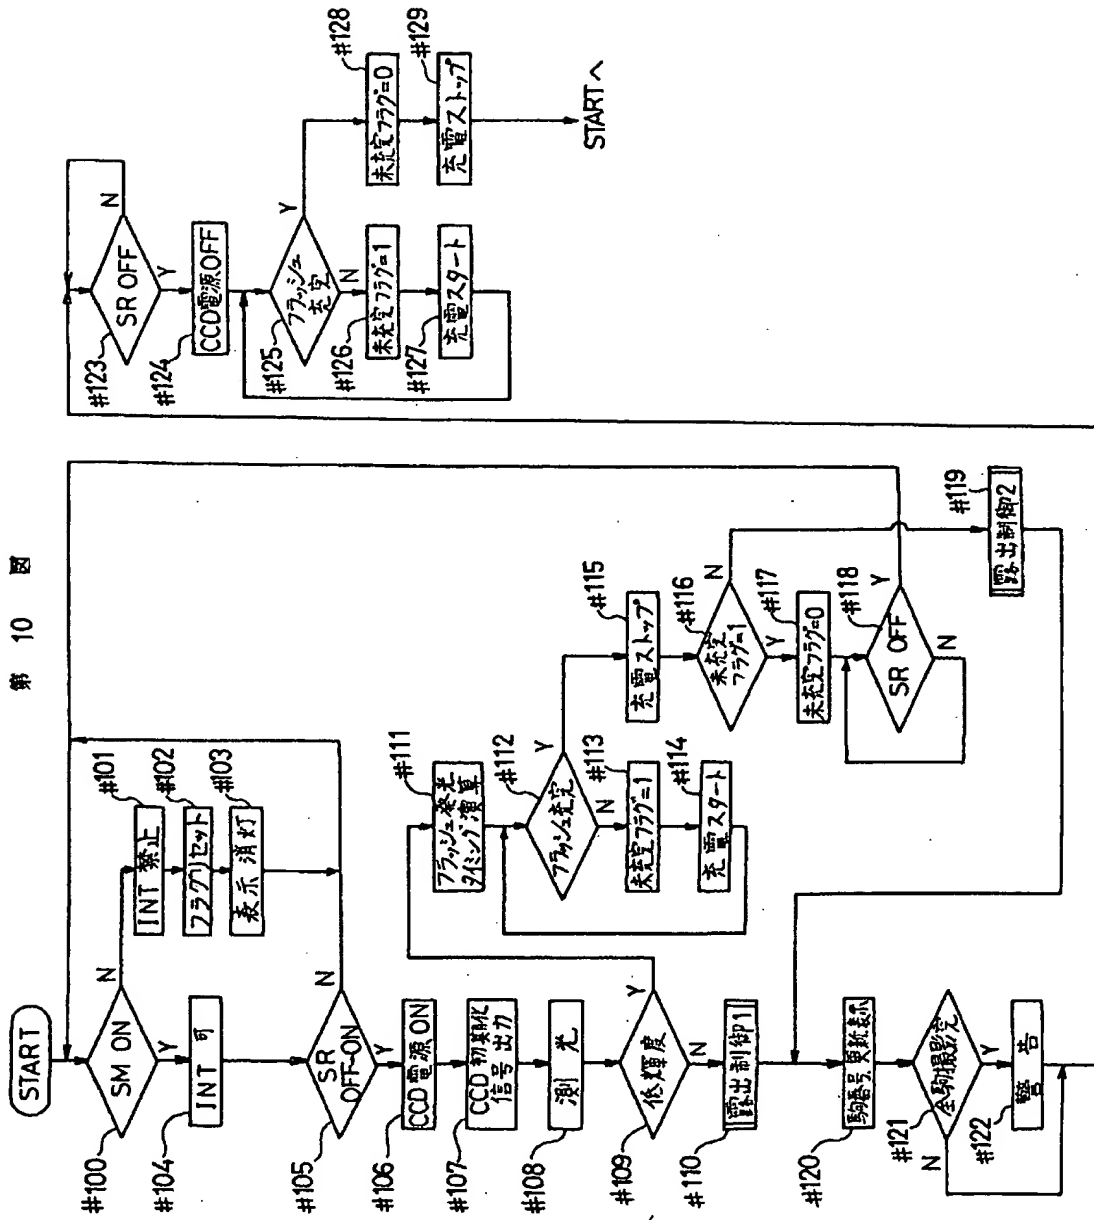 第 10 図
START
#100
SM ON
N
Y
#101
INT 禁止
#102
フラグリセット
#103
表示 消灯
#104
INT 可
#105
SR
OFF→ON
N
Y
#106
CCD電源ON
#107
CCD初期化
信号出力
#108
測 光
#109
低輝度
Y
N
#110
露出制御1
#111
フラッシュ発光
タイミング演算
#112
フラッシュ充完
Y
N
#113
未充完フラグ=1
#114
充電スタート
#115
充電ストップ
#116
未充完
フラグ=1
N
Y
#117
未充完フラグ=0
#118
SR OFF
Y
N
#119
露出制御2
#120
駒番号更新表示
#121
全駒撮影完
N
Y
#122
警 告
#123
SR OFF
N
Y
#124
CCD電源OFF
#125
フラッシュ
充完
Y
N
#126
未充完フラグ=1
#127
充電スタート
#128
未充完フラグ=0
#129
充電ストップ
STARTへ